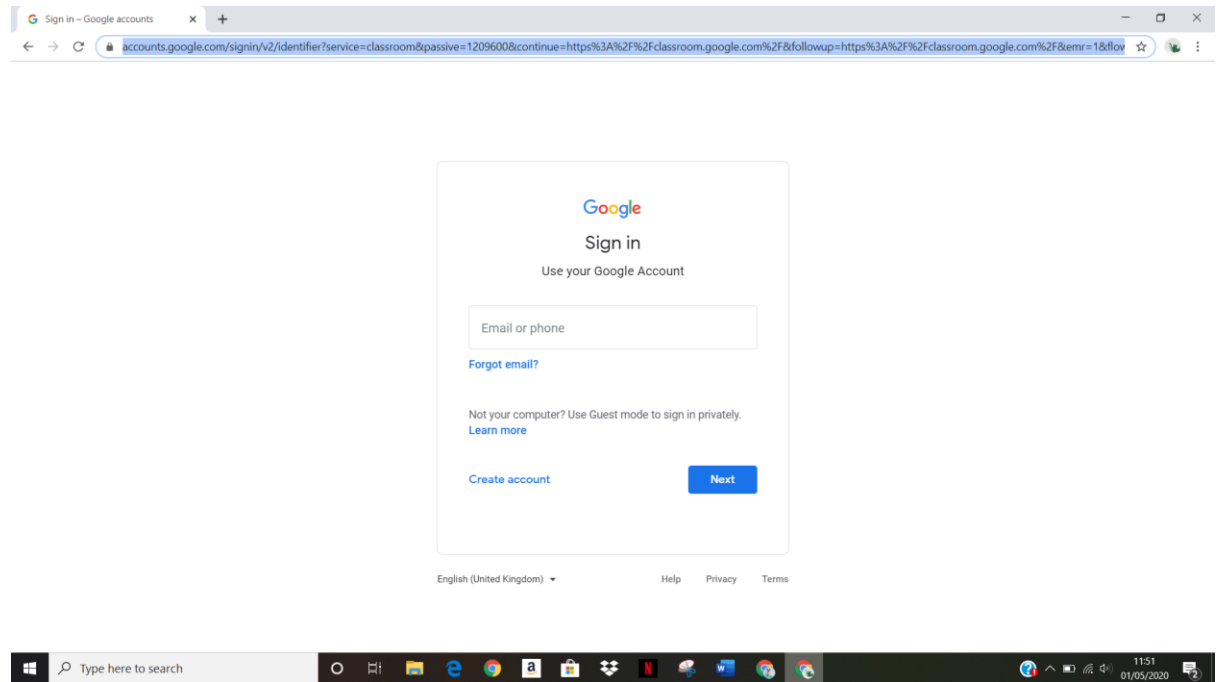 Sign in – Google accounts
accounts.google.com/signin/v2/identifier?service=classroom&passive=1209600&continue=https%3A%2F%2Fclassroom.google.com%2F&followup=https%3A%2F%2Fclassroom.google.com%2F&emr=1&flov
Google
Sign in
Use your Google Account
Email or phone
Forgot email?
Not your computer? Use Guest mode to sign in privately.
Learn more
Create account
Next
English (United Kingdom)
Help Privacy Terms
Type here to search
11:51
01/05/2020
2